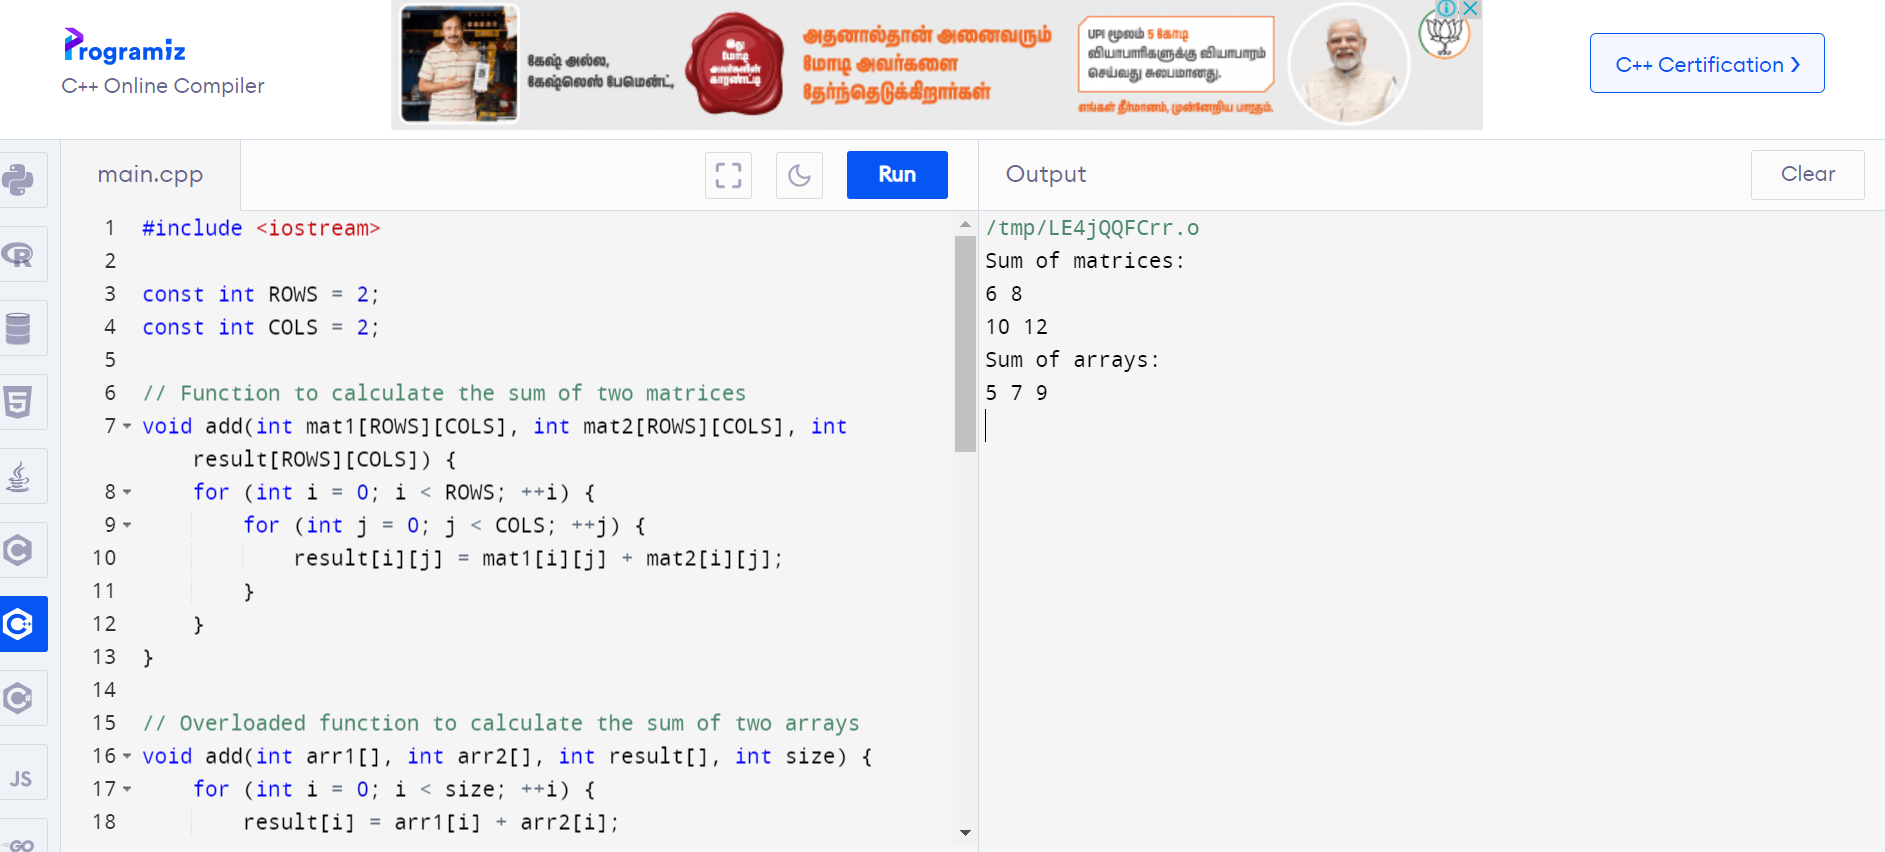 Programiz
C++ Online Compiler
கேஷ் அல்ல,
கேஷ்லெஸ் பேமெண்ட்,
இது
மோடி
அவர்களின்
காரண்டி
அதனால்தான் அனைவரும்
மோடி அவர்களை
தேர்ந்தெடுக்கிறார்கள்
UPI மூலம் 5 கோடி
வியாபாரிகளுக்கு வியாபாரம்
செய்வது சுலபமானது.
எங்கள் தீர்மானம், முன்னேறிய பாரதம்.
C++ Certification
main.cpp
Run
Output
Clear
1 #include <iostream>
2
3 const int ROWS = 2;
4 const int COLS = 2;
5
6 // Function to calculate the sum of two matrices
7 void add(int mat1[ROWS][COLS], int mat2[ROWS][COLS], int
result[ROWS][COLS]) {
8 for (int i = 0; i < ROWS; ++i) {
9 for (int j = 0; j < COLS; ++j) {
10 result[i][j] = mat1[i][j] + mat2[i][j];
11 }
12 }
13 }
14
15 // Overloaded function to calculate the sum of two arrays
16 void add(int arr1[], int arr2[], int result[], int size) {
17 for (int i = 0; i < size; ++i) {
18 result[i] = arr1[i] + arr2[i];
/tmp/LE4jQQFCrr.o
Sum of matrices:
6 8
10 12
Sum of arrays:
5 7 9
JS
GO